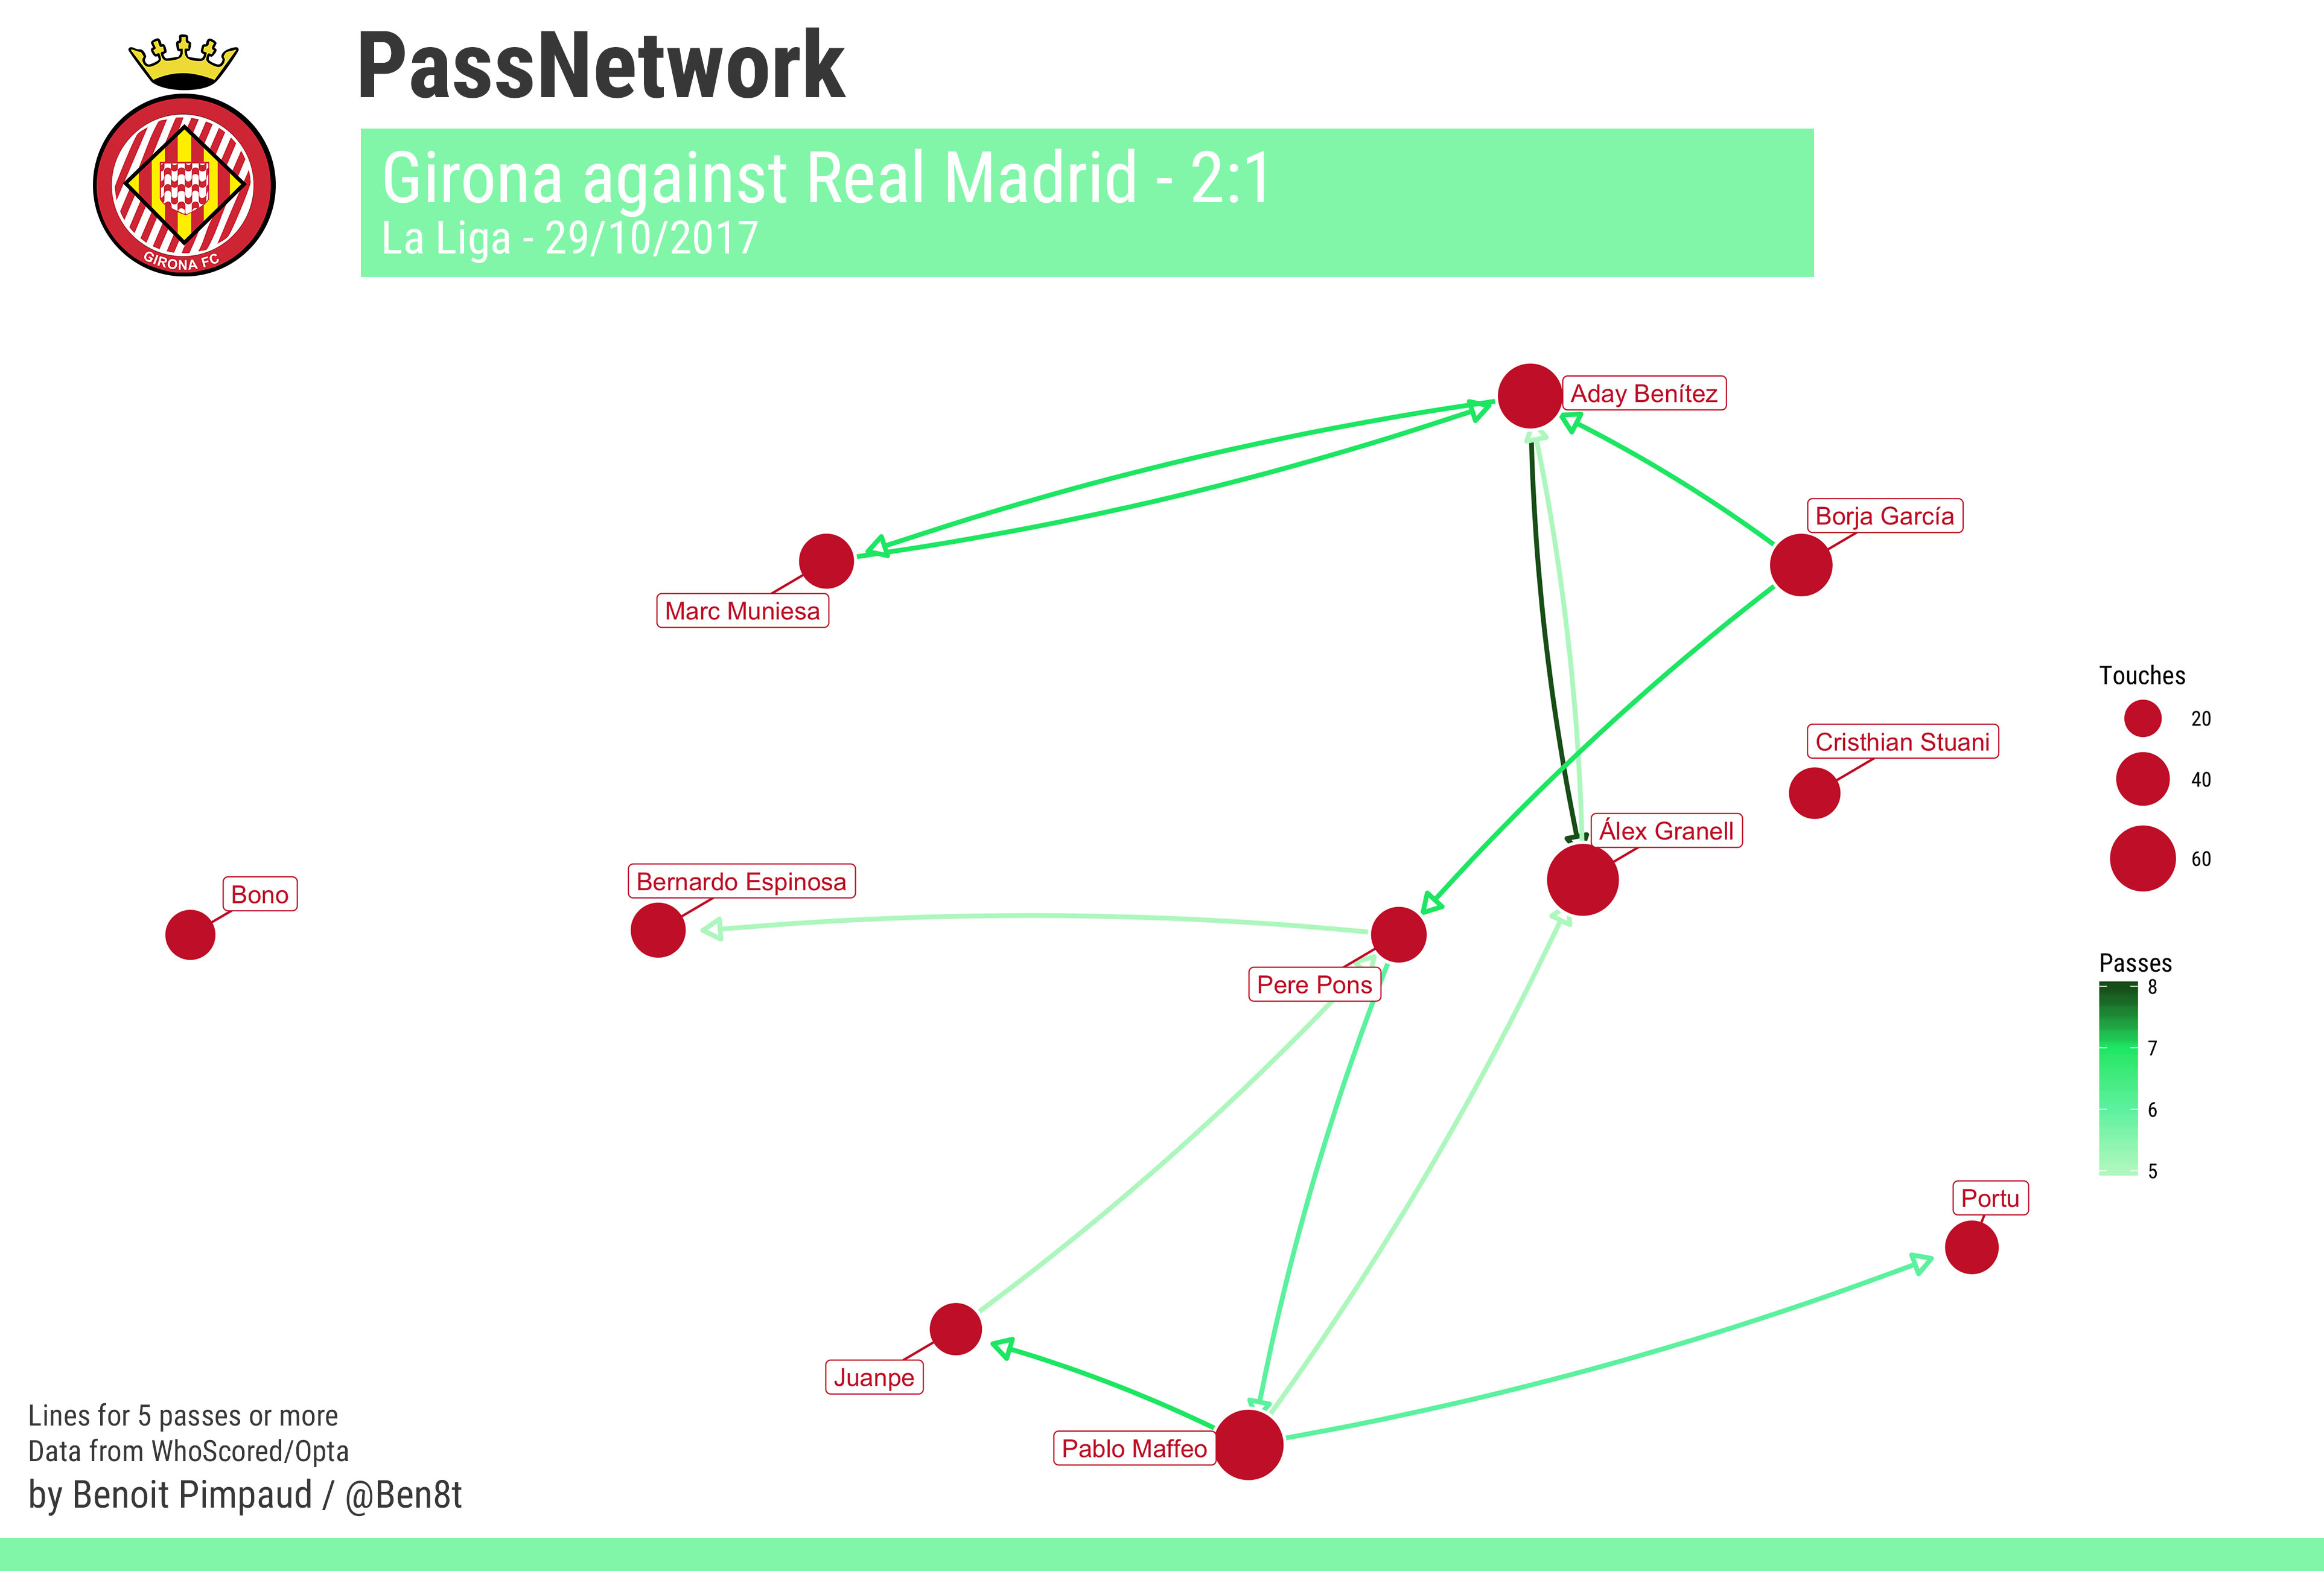 PassNetwork
Girona against Real Madrid - 2:1
La Liga - 29/10/2017
GIRONA FC
Aday Benítez
Borja García
Marc Muniesa
Touches
20
40
60
Cristhian Stuani
Álex Granell
Bernardo Espinosa
Bono
Pere Pons
Passes
8
7
6
5
Portu
Juanpe
Pablo Maffeo
Lines for 5 passes or more
Data from WhoScored/Opta
by Benoit Pimpaud / @Ben8t